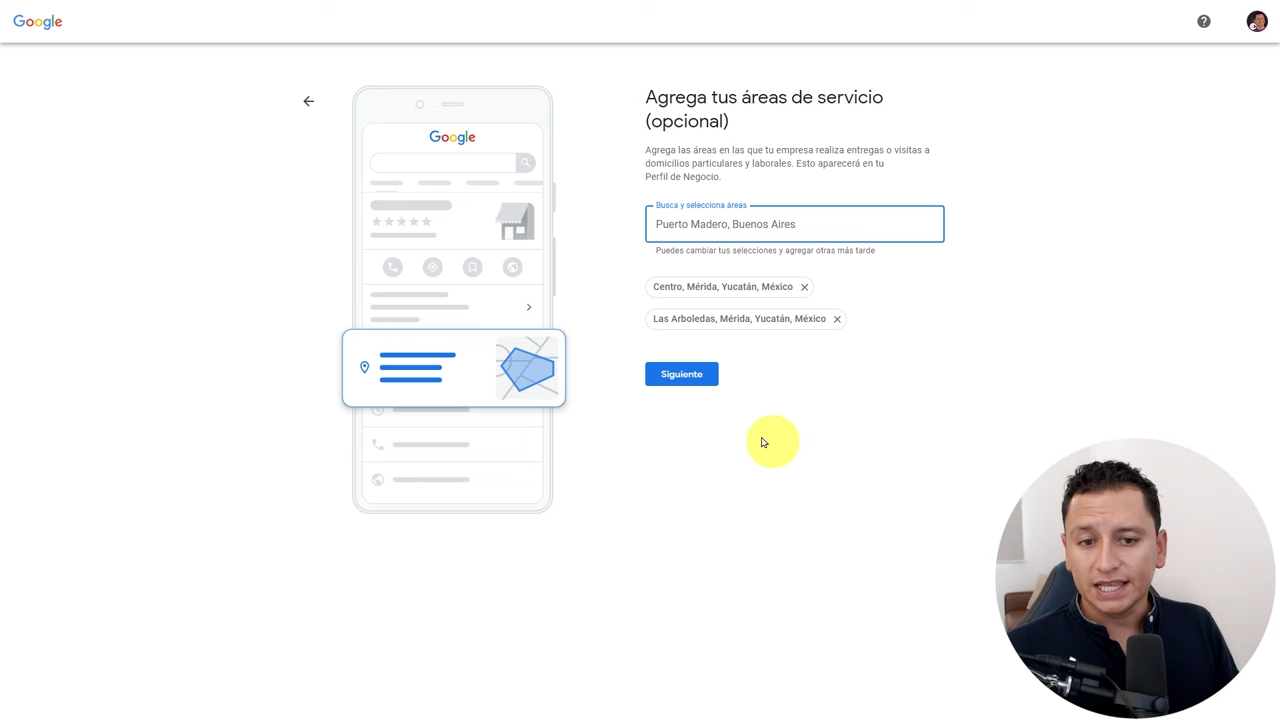 Google
Google
Agrega tus áreas de servicio
(opcional)
Agrega las áreas en las que tu empresa realiza entregas o visitas a
domicilios particulares y laborales. Esto aparecerá en tu
Perfil de Negocio.
Busca y selecciona áreas
Puerto Madero, Buenos Aires
Puedes cambiar tus selecciones y agregar otras más tarde
Centro, Mérida, Yucatán, México
Las Arboledas, Mérida, Yucatán, México
Siguiente